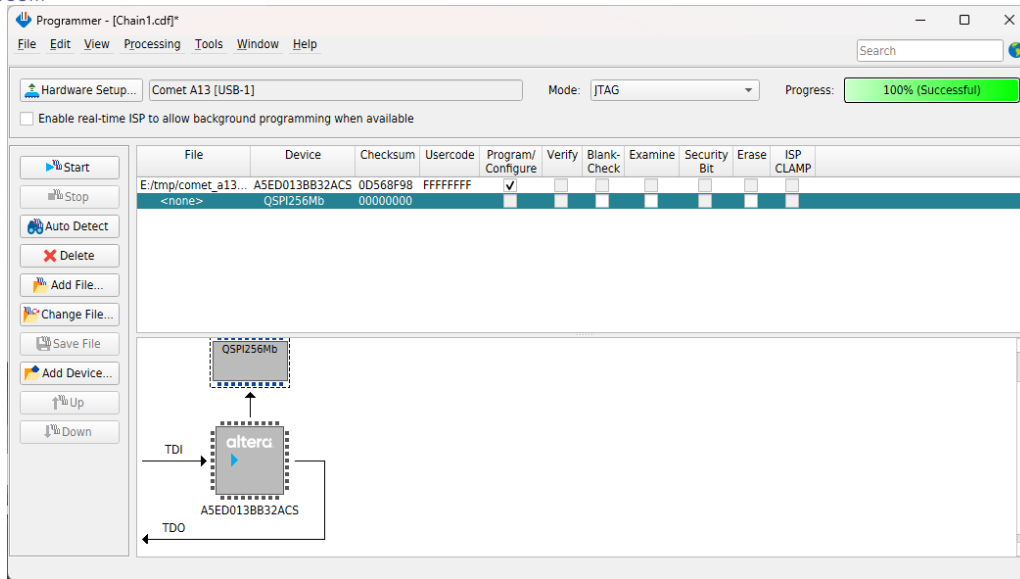 Programmer - [Chain1.cdf]*
File Edit View Processing Tools Window Help
Search
Hardware Setup... Comet A13 [USB-1] Mode: JTAG Progress: 100% (Successful)
Enable real-time ISP to allow background programming when available
Start
Stop
Auto Detect
Delete
Add File...
Change File...
Save File
Add Device...
Up
Down
File Device Checksum Usercode Program/ Verify Blank- Examine Security Erase ISP
Configure Check Bit CLAMP
E:/tmp/comet_a13... A5ED013BB32ACS 0D568F98 FFFFFFFF
<none> QSPI256Mb 00000000
QSPI256Mb
altera
TDI
A5ED013BB32ACS
TDO